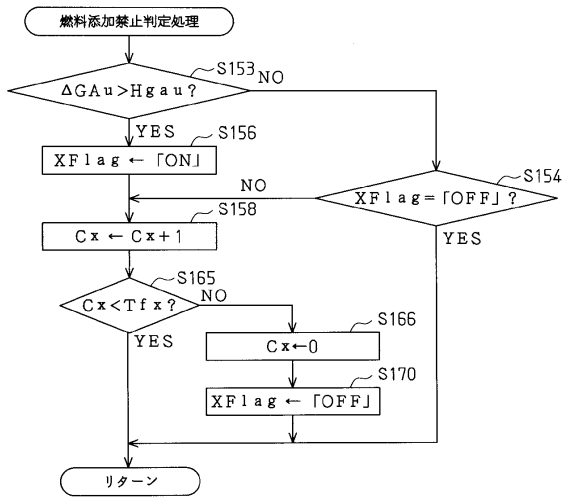 燃料添加禁止判定処理
S153
ΔGAu>Hgau?
NO
YES
S156
XFlag ← 「ON」
S154
XFlag=「OFF」?
NO
YES
S158
Cx ← Cx+1
S165
Cx<Tfx?
NO
YES
S166
Cx←0
S170
XFlag ← 「OFF」
リターン